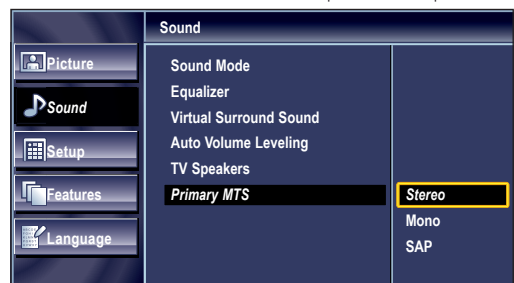 Sound
Picture
Sound
Setup
Features
Language
Sound Mode
Equalizer
Virtual Surround Sound
Auto Volume Leveling
TV Speakers
Primary MTS
Stereo
Mono
SAP